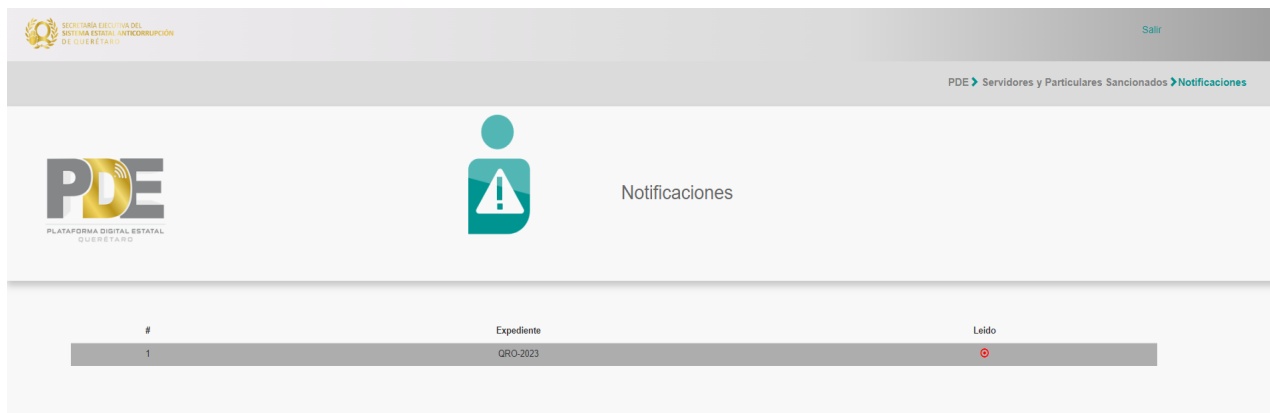 SECRETARÍA EJECUTIVA DEL
SISTEMA ESTATAL ANTICORRUPCIÓN
DE QUERÉTARO
Salir
PDE Servidores y Particulares Sancionados Notificaciones
PDE
PLATAFORMA DIGITAL ESTATAL
QUERÉTARO
Notificaciones
# Expediente Leido
1 QRO-2023